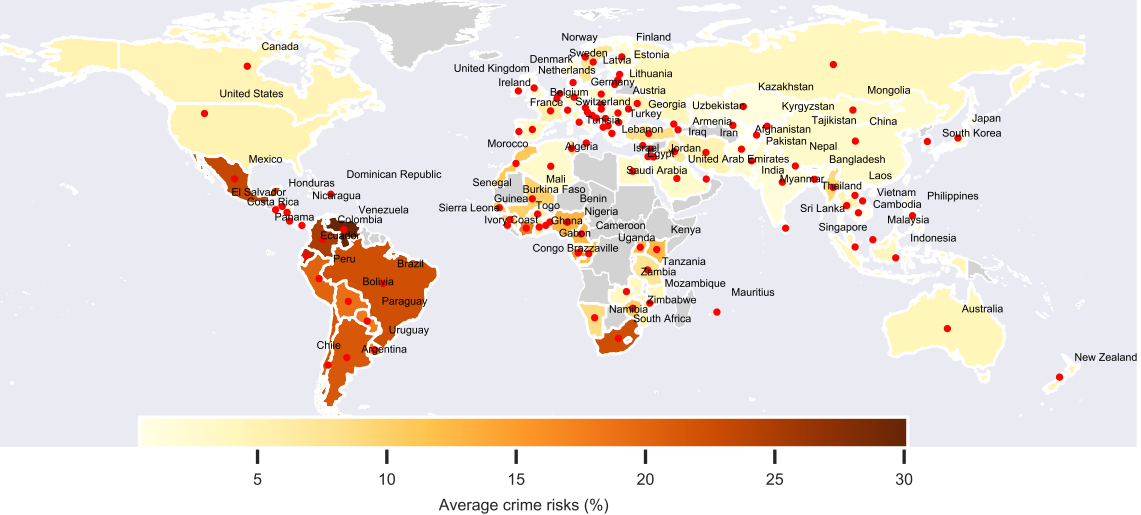 Norway
Finland
Canada
Denmark
Sweden
Latvia
Estonia
United Kingdom
Netherlands
Lithuania
Ireland
Germany
Belgium
Austria
Kazakhstan
Mongolia
United States
France
Switzerland
Georgia
Uzbekistan
Kyrgyzstan
Turkey
Tajikistan
China
Japan
Tunisia
Lebanon
Armenia
Afghanistan
South Korea
Morocco
Algeria
Iraq
Iran
Pakistan
Israel
Jordan
Nepal
Egypt
United Arab Emirates
Bangladesh
Mexico
Dominican Republic
Mali
Saudi Arabia
India
Laos
Honduras
Senegal
Myanmar
Thailand
El Salvador
Nicaragua
Burkina Faso
Vietnam
Philippines
Costa Rica
Guinea
Benin
Cambodia
Sierra Leone
Togo
Sri Lanka
Panama
Venezuela
Nigeria
Malaysia
Colombia
Ivory Coast
Ghana
Cameroon
Kenya
Singapore
Ecuador
Gabon
Uganda
Indonesia
Congo Brazzaville
Peru
Brazil
Tanzania
Bolivia
Zambia
Mozambique
Paraguay
Zimbabwe
Mauritius
Namibia
South Africa
Australia
Uruguay
Chile
Argentina
New Zealand
5 10 15 20 25 30
Average crime risks (%)